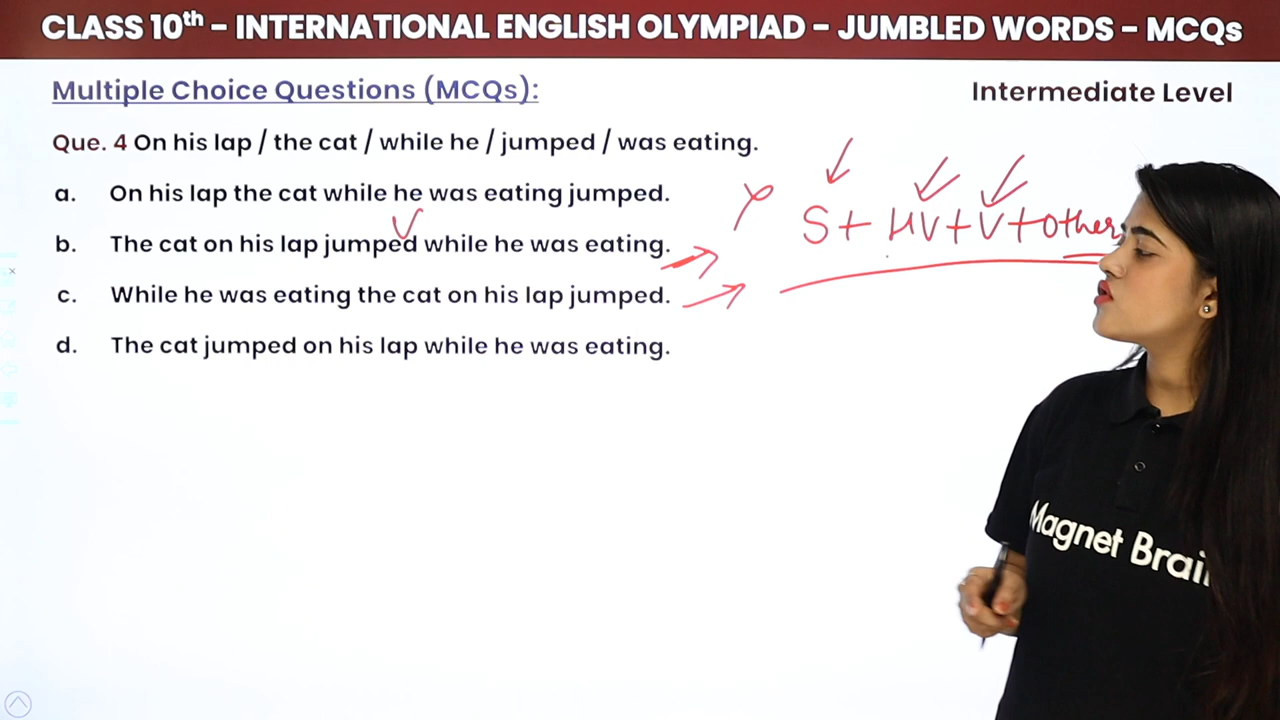 CLASS 10th – INTERNATIONAL ENGLISH OLYMPIAD – JUMBLED WORDS – MCQs
Multiple Choice Questions (MCQs):
Intermediate Level
Que. 4 On his lap / the cat / while he / jumped / was eating.
a. On his lap the cat while he was eating jumped.
V
b. The cat on his lap jumped while he was eating.
c. While he was eating the cat on his lap jumped.
d. The cat jumped on his lap while he was eating.
S + HV + V + Other
Magnet Brai